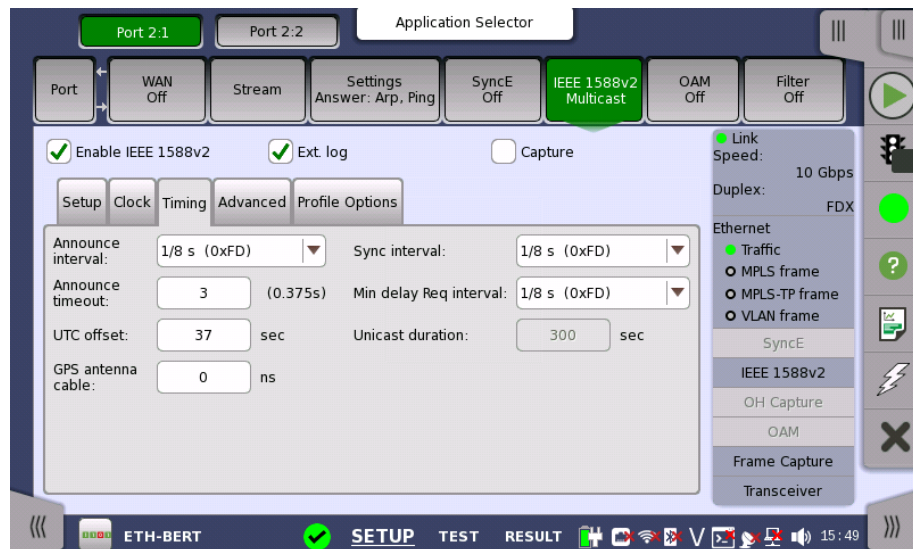 Application Selector
Port 2:1
Port 2:2
Port
WAN
Off
Stream
Settings
Answer: Arp, Ping
SyncE
Off
IEEE 1588v2
Multicast
OAM
Off
Filter
Off
Enable IEEE 1588v2
Ext. log
Capture
Setup
Clock
Timing
Advanced
Profile Options
Announce
interval:
1/8 s (0xFD)
Sync interval:
1/8 s (0xFD)
Announce
timeout:
3
(0.375s)
Min delay Req interval:
1/8 s (0xFD)
UTC offset:
37
sec
Unicast duration:
300
sec
GPS antenna
cable:
0
ns
Link
Speed:
10 Gbps
Duplex:
FDX
Ethernet
Traffic
MPLS frame
MPLS-TP frame
VLAN frame
SyncE
IEEE 1588v2
OH Capture
OAM
Frame Capture
Transceiver
ETH-BERT
SETUP
TEST
RESULT
V
15:49